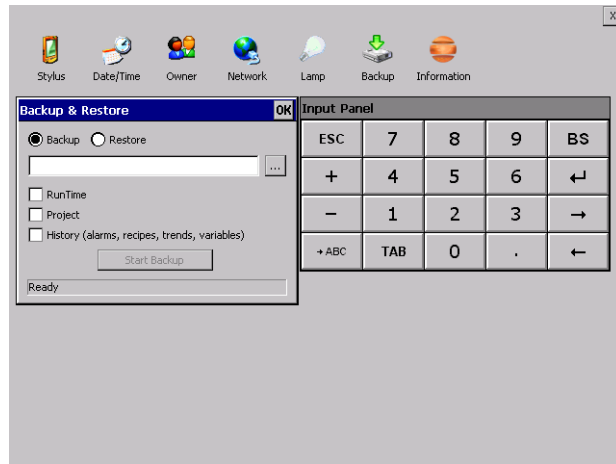 x
Stylus Date/Time Owner Network Lamp Backup Information
Backup & Restore OK
Backup Restore
...
RunTime
Project
History (alarms, recipes, trends, variables)
Start Backup
Ready
Input Panel
ESC 7 8 9 BS
+ 4 5 6 ↵
− 1 2 3 →
→ABC TAB 0 . ←